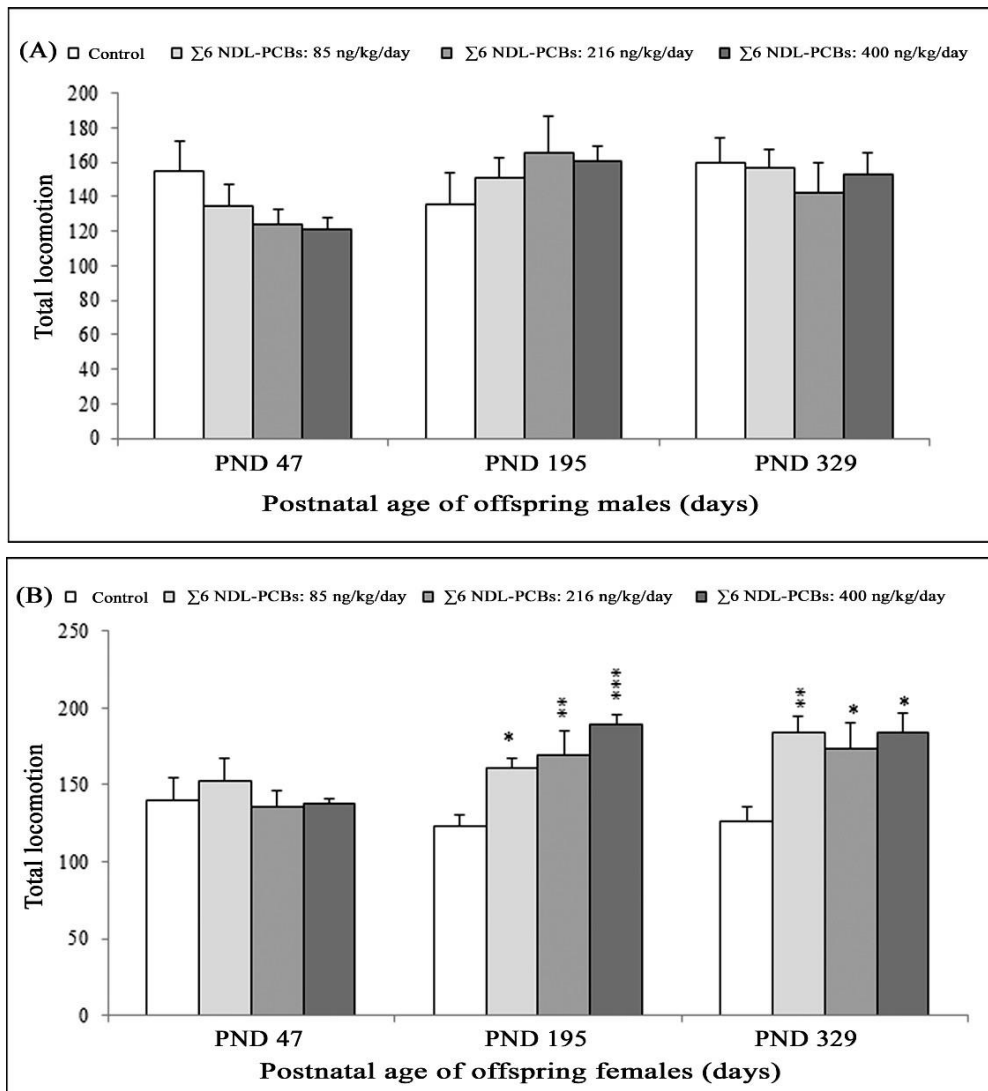 (A) Control ∑6 NDL-PCBs: 85 ng/kg/day ∑6 NDL-PCBs: 216 ng/kg/day ∑6 NDL-PCBs: 400 ng/kg/day
200
180
160
140
120
100
80
60
40
20
0
Total locomotion
PND 47 PND 195 PND 329
Postnatal age of offspring males (days)
(B) Control ∑6 NDL-PCBs: 85 ng/kg/day ∑6 NDL-PCBs: 216 ng/kg/day ∑6 NDL-PCBs: 400 ng/kg/day
250
200
150
100
50
0
Total locomotion
* ** *** ** * *
PND 47 PND 195 PND 329
Postnatal age of offspring females (days)